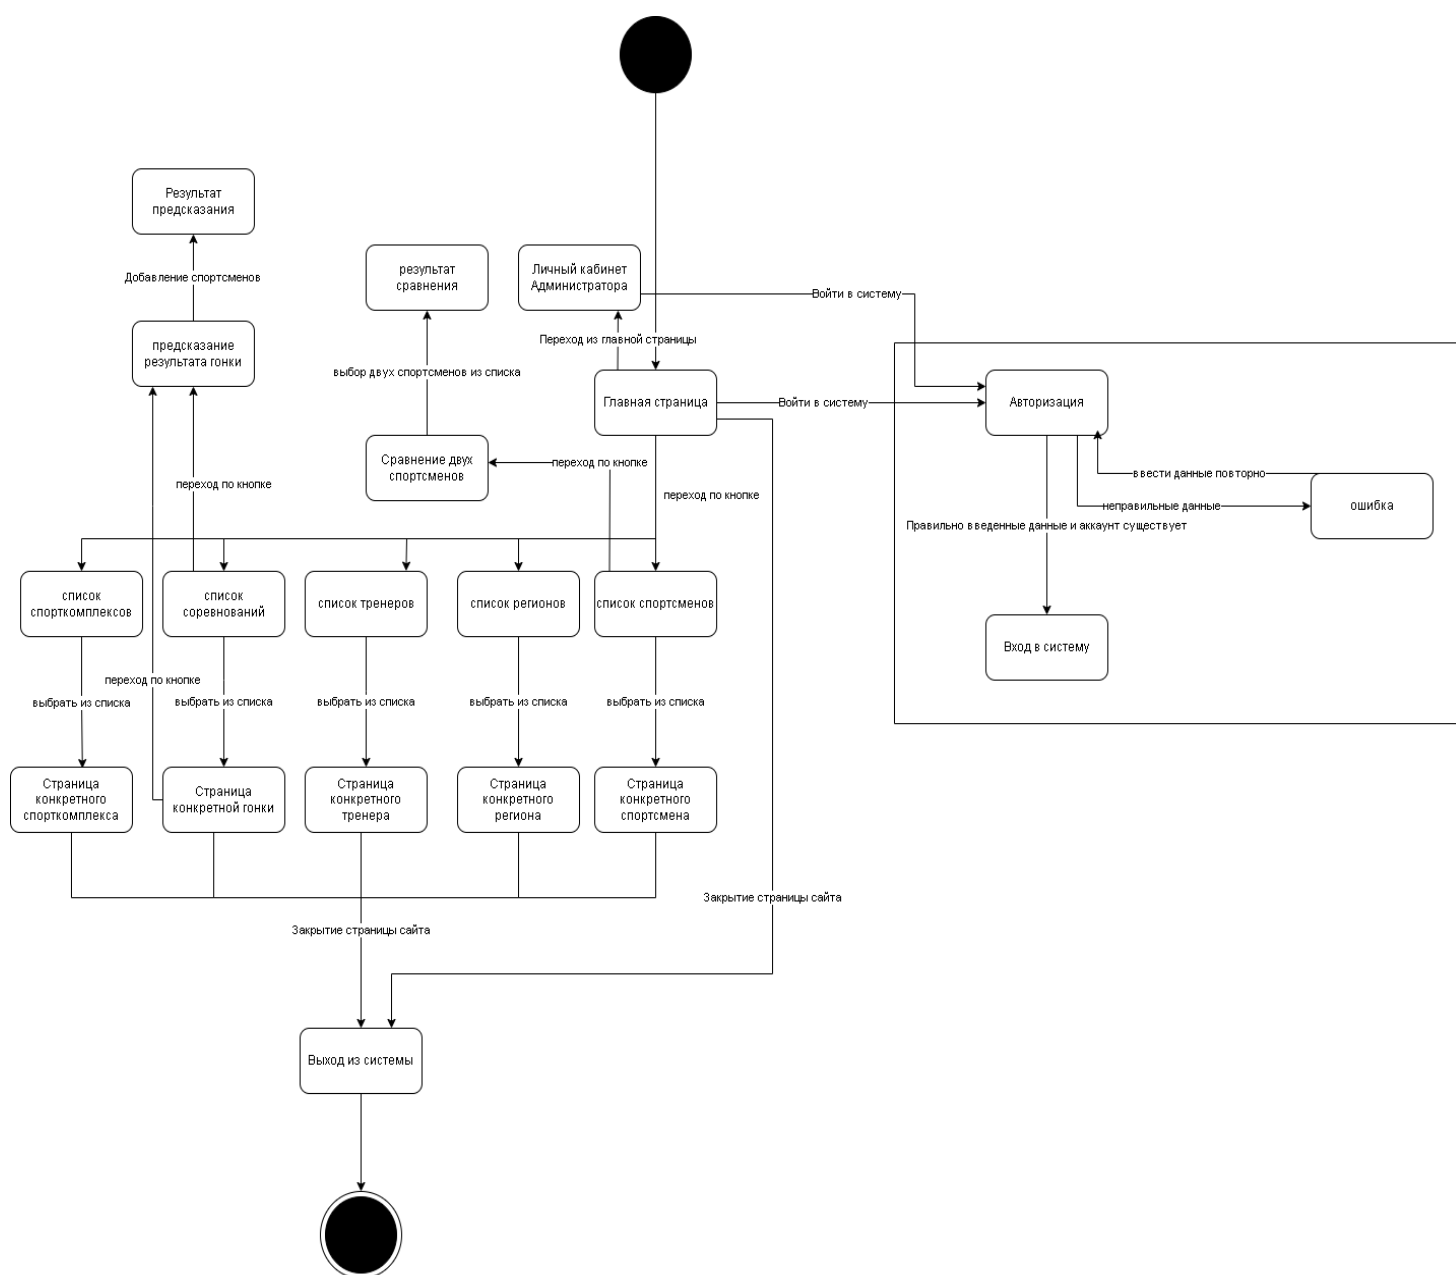 Результат
предсказания
Добавление спортсменов
предсказание
результата гонки
результат
сравнения
Личный кабинет
Администратора
Войти в систему
Переход из главной страницы
выбор двух спортсменов из списка
Главная страница
Войти в систему
Авторизация
Сравнение двух
спортсменов
переход по кнопке
переход по кнопке
переход по кнопке
ввести данные повторно
неправильные данные
ошибка
Правильно введенные данные и аккаунт существует
список
спорткомплексов
список
соревнований
список тренеров
список регионов
список спортсменов
Вход в систему
переход по кнопке
выбрать из списка
выбрать из списка
выбрать из списка
выбрать из списка
выбрать из списка
Страница
конкретного
спорткомплекса
Страница
конкретной гонки
Страница
конкретного
тренера
Страница
конкретного
региона
Страница
конкретного
спортсмена
Закрытие страницы сайта
Закрытие страницы сайта
Выход из системы